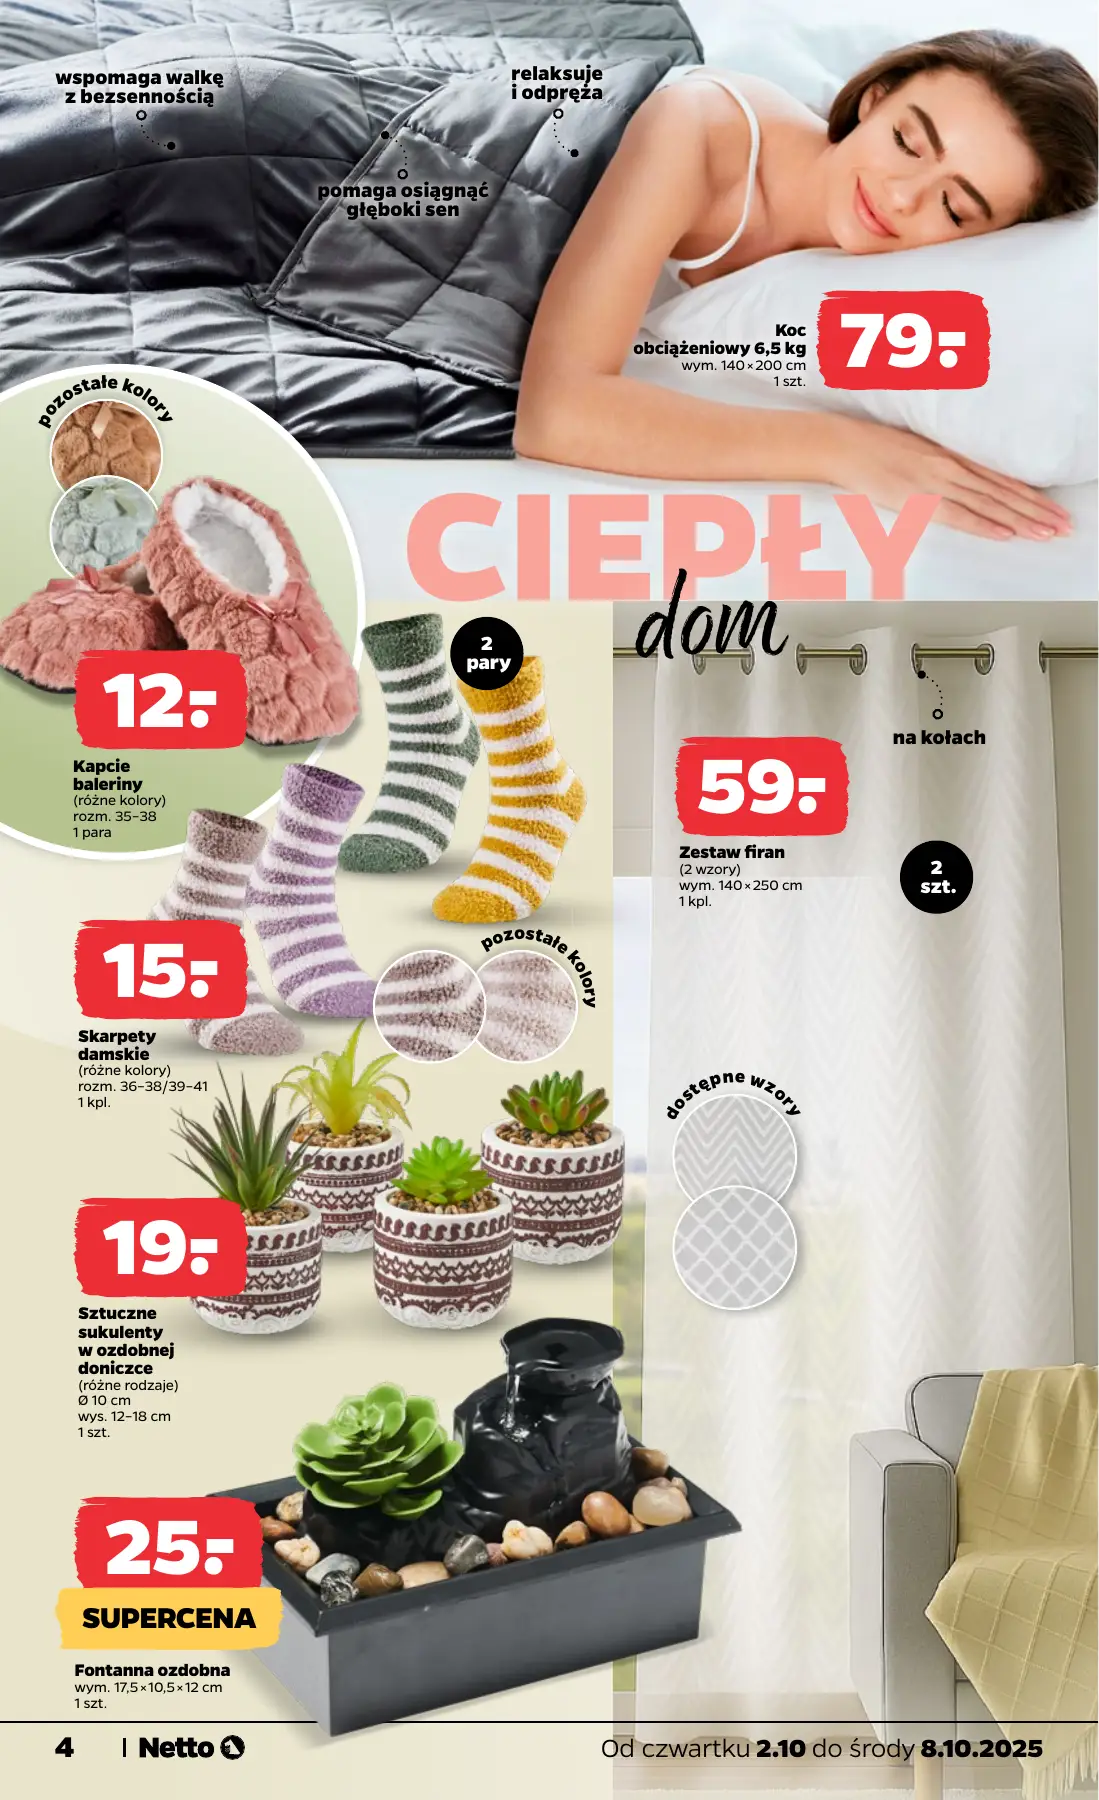 wspomaga walkę
z bezsennością
relaksuje
i odpręża
pomaga osiągnąć
głęboki sen
Koc
obciążeniowy 6,5 kg
wym. 140×200 cm
1 szt.
79.-
pozostałe kolory
CIEPŁY
dom
12.-
Kapcie
baleriny
(różne kolory)
rozm. 35–38
1 para
2
pary
na kołach
59.-
Zestaw firan
(2 wzory)
wym. 140×250 cm
1 kpl.
2
szt.
15.-
Skarpety
damskie
(różne kolory)
rozm. 36–38/39–41
1 kpl.
pozostałe kolory
dostępne wzory
19.-
Sztuczne
sukulenty
w ozdobnej
doniczce
(różne rodzaje)
Ø 10 cm
wys. 12–18 cm
1 szt.
25.-
SUPERCENA
Fontanna ozdobna
wym. 17,5×10,5×12 cm
1 szt.
4 | Netto
Od czwartku 2.10 do środy 8.10.2025